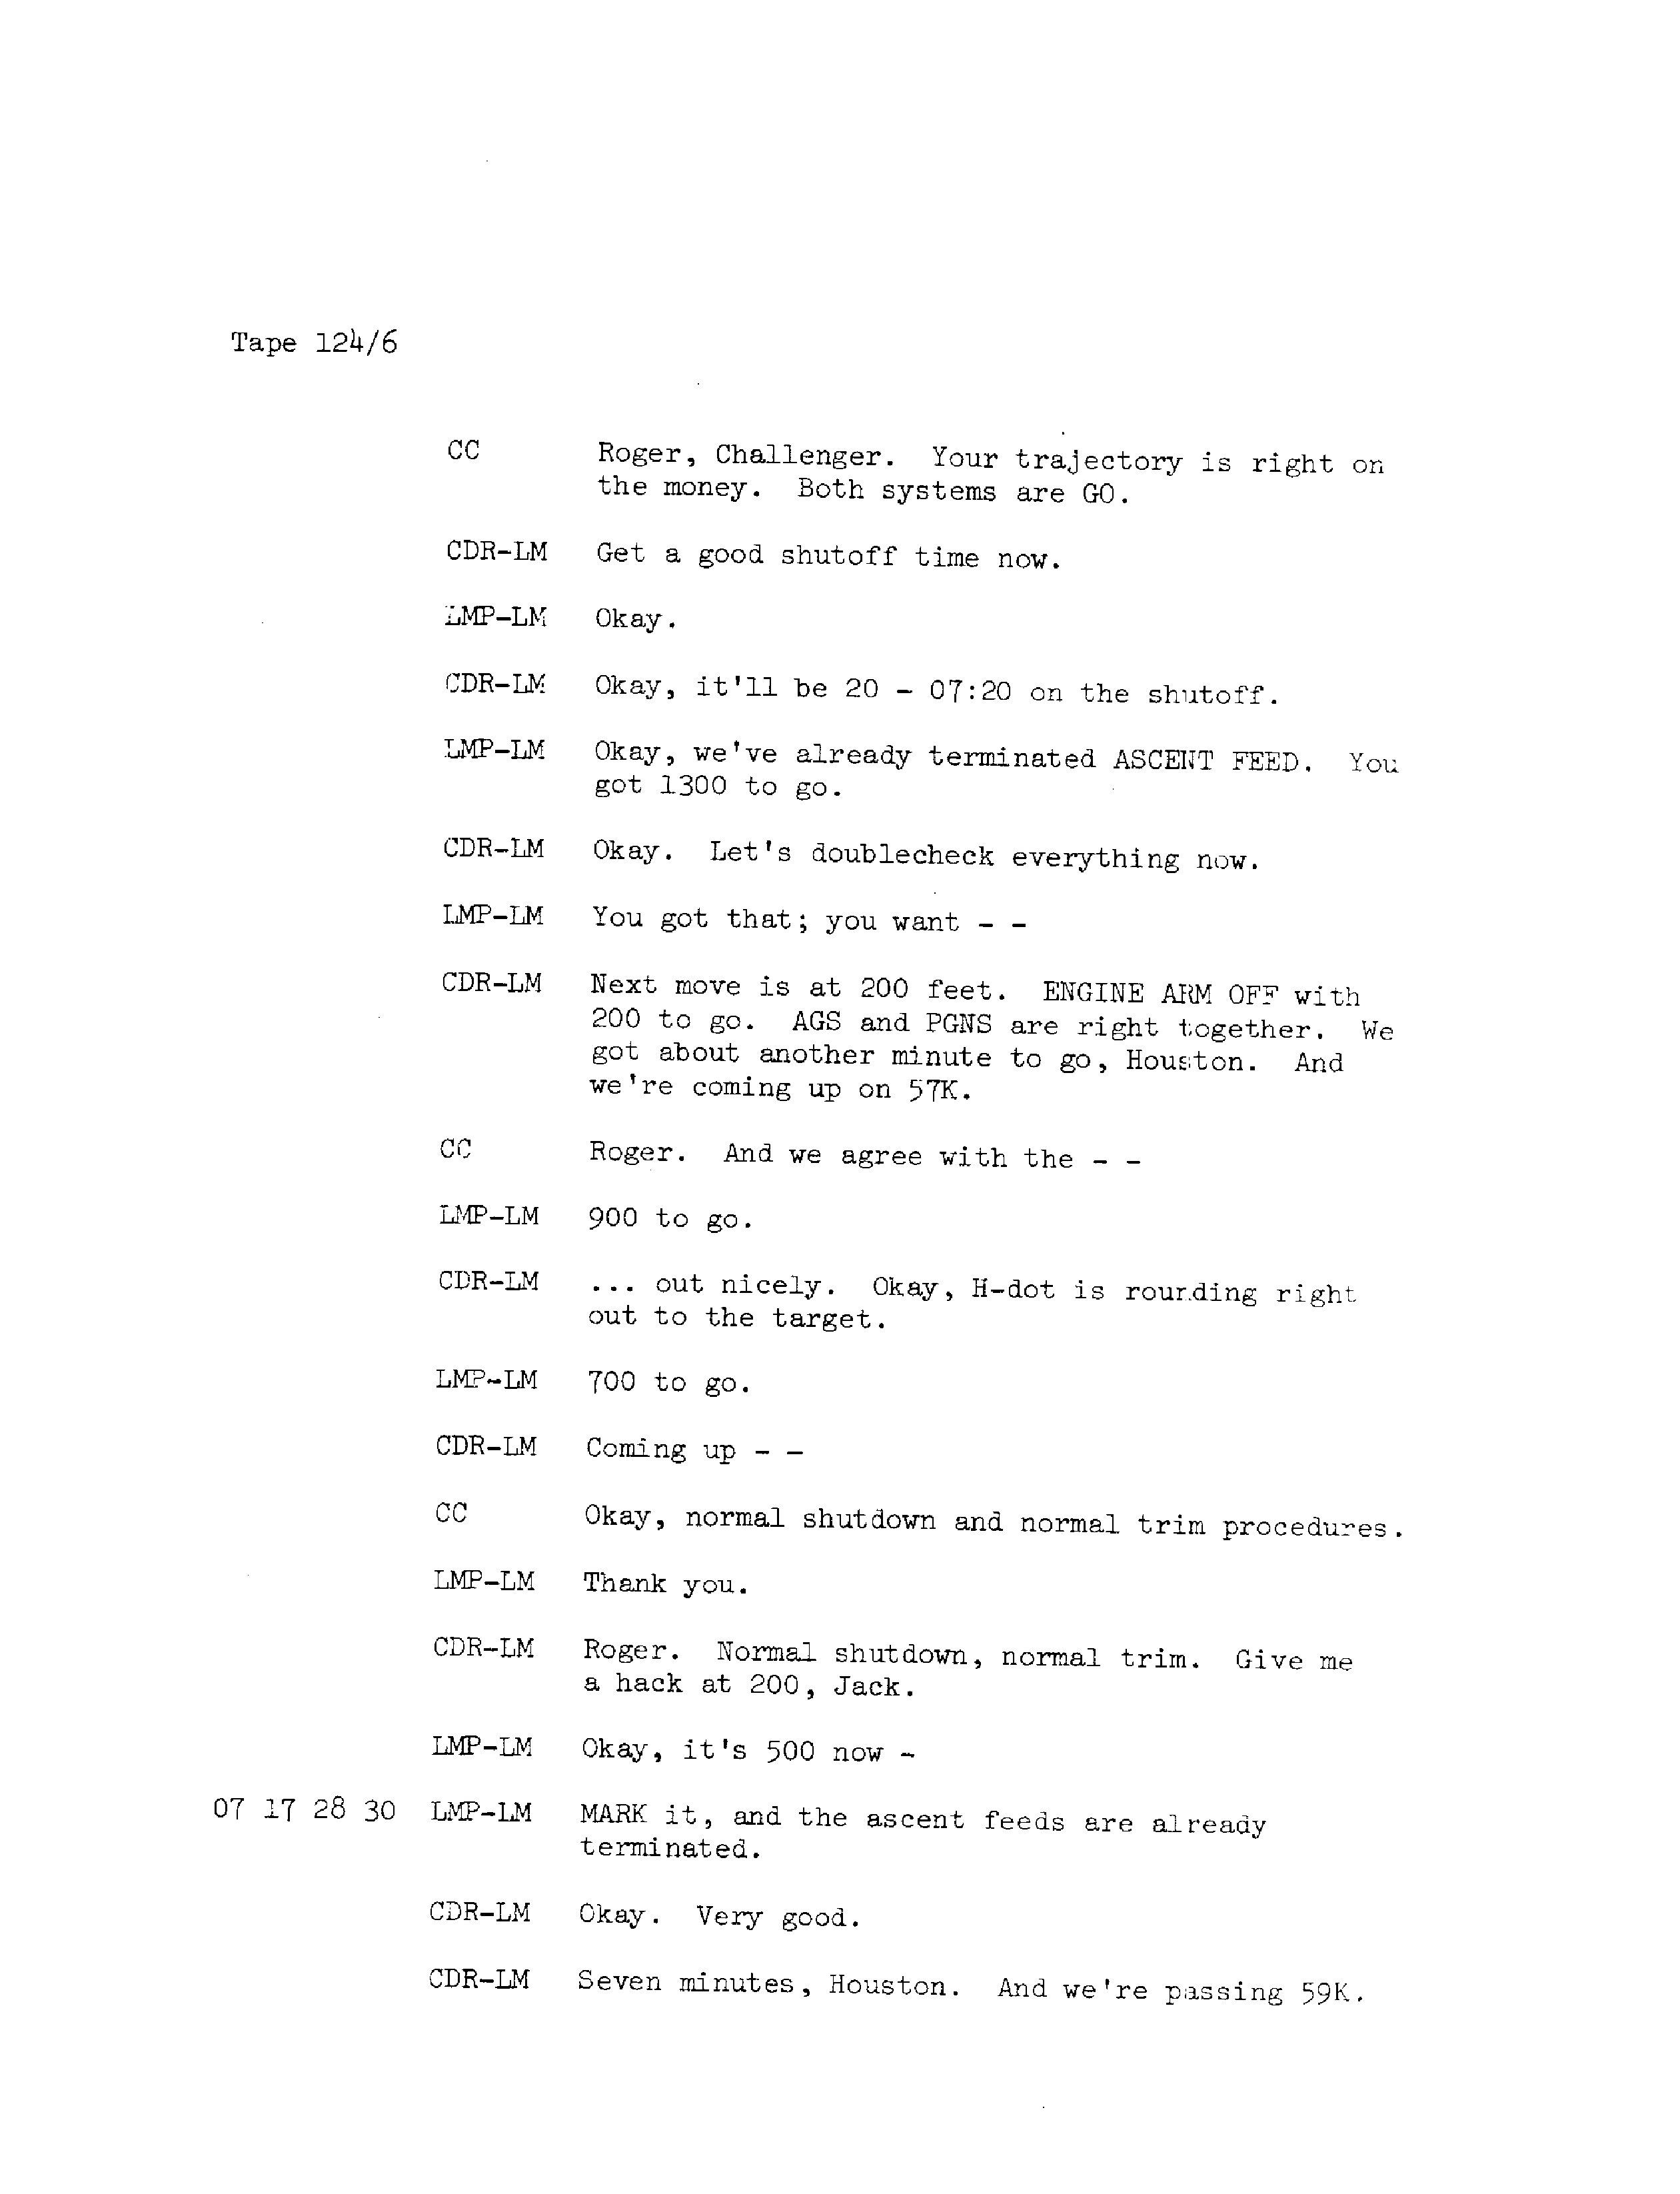 Tape 124/6
CC Roger, Challenger. Your trajectory is right on
the money. Both systems are GO.
CDR-LM Get a good shutoff time now.
LMP-LM Okay.
CDR-LM Okay, it'll be 20 - 07:20 on the shutoff.
LMP-LM Okay, we've already terminated ASCENT FEED. You
got 1300 to go.
CDR-LM Okay. Let's doublecheck everything now.
LMP-LM You got that; you want - -
CDR-LM Next move is at 200 feet. ENGINE ARM OFF with
200 to go. AGS and PGNS are right together. We
got about another minute to go, Houston. And
we're coming up on 57K.
CC Roger. And we agree with the - -
LMP-LM 900 to go.
CDR-LM ... out nicely. Okay, H-dot is rounding right
out to the target.
LMP-LM 700 to go.
CDR-LM Coming up - -
CC Okay, normal shutdown and normal trim procedures.
LMP-LM Thank you.
CDR-LM Roger. Normal shutdown, normal trim. Give me
a hack at 200, Jack.
LMP-LM Okay, it's 500 now -
07 17 28 30 LMP-LM MARK it, and the ascent feeds are already
terminated.
CDR-LM Okay. Very good.
CDR-LM Seven minutes, Houston. And we're passing 59K.